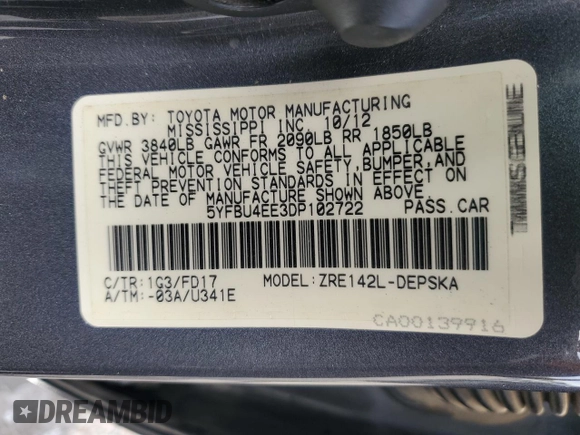 MFD.BY: TOYOTA MOTOR MANUFACTURING
MISSISSIPPI INC. 10/12
GVWR 3840LB GAWR FR 2090LB RR 1850LB
THIS VEHICLE CONFORMS TO ALL APPLICABLE
FEDERAL MOTOR VEHICLE SAFETY, BUMPER, AND
THEFT PREVENTION STANDARDS IN EFFECT ON
THE DATE OF MANUFACTURE SHOWN ABOVE.
5YFBU4EE3DP102722 PASS.CAR
C/TR:1G3/FD17 MODEL:ZRE142L-DEPSKA
A/TM:-03A/U341E
CA00139916
DREAMBID